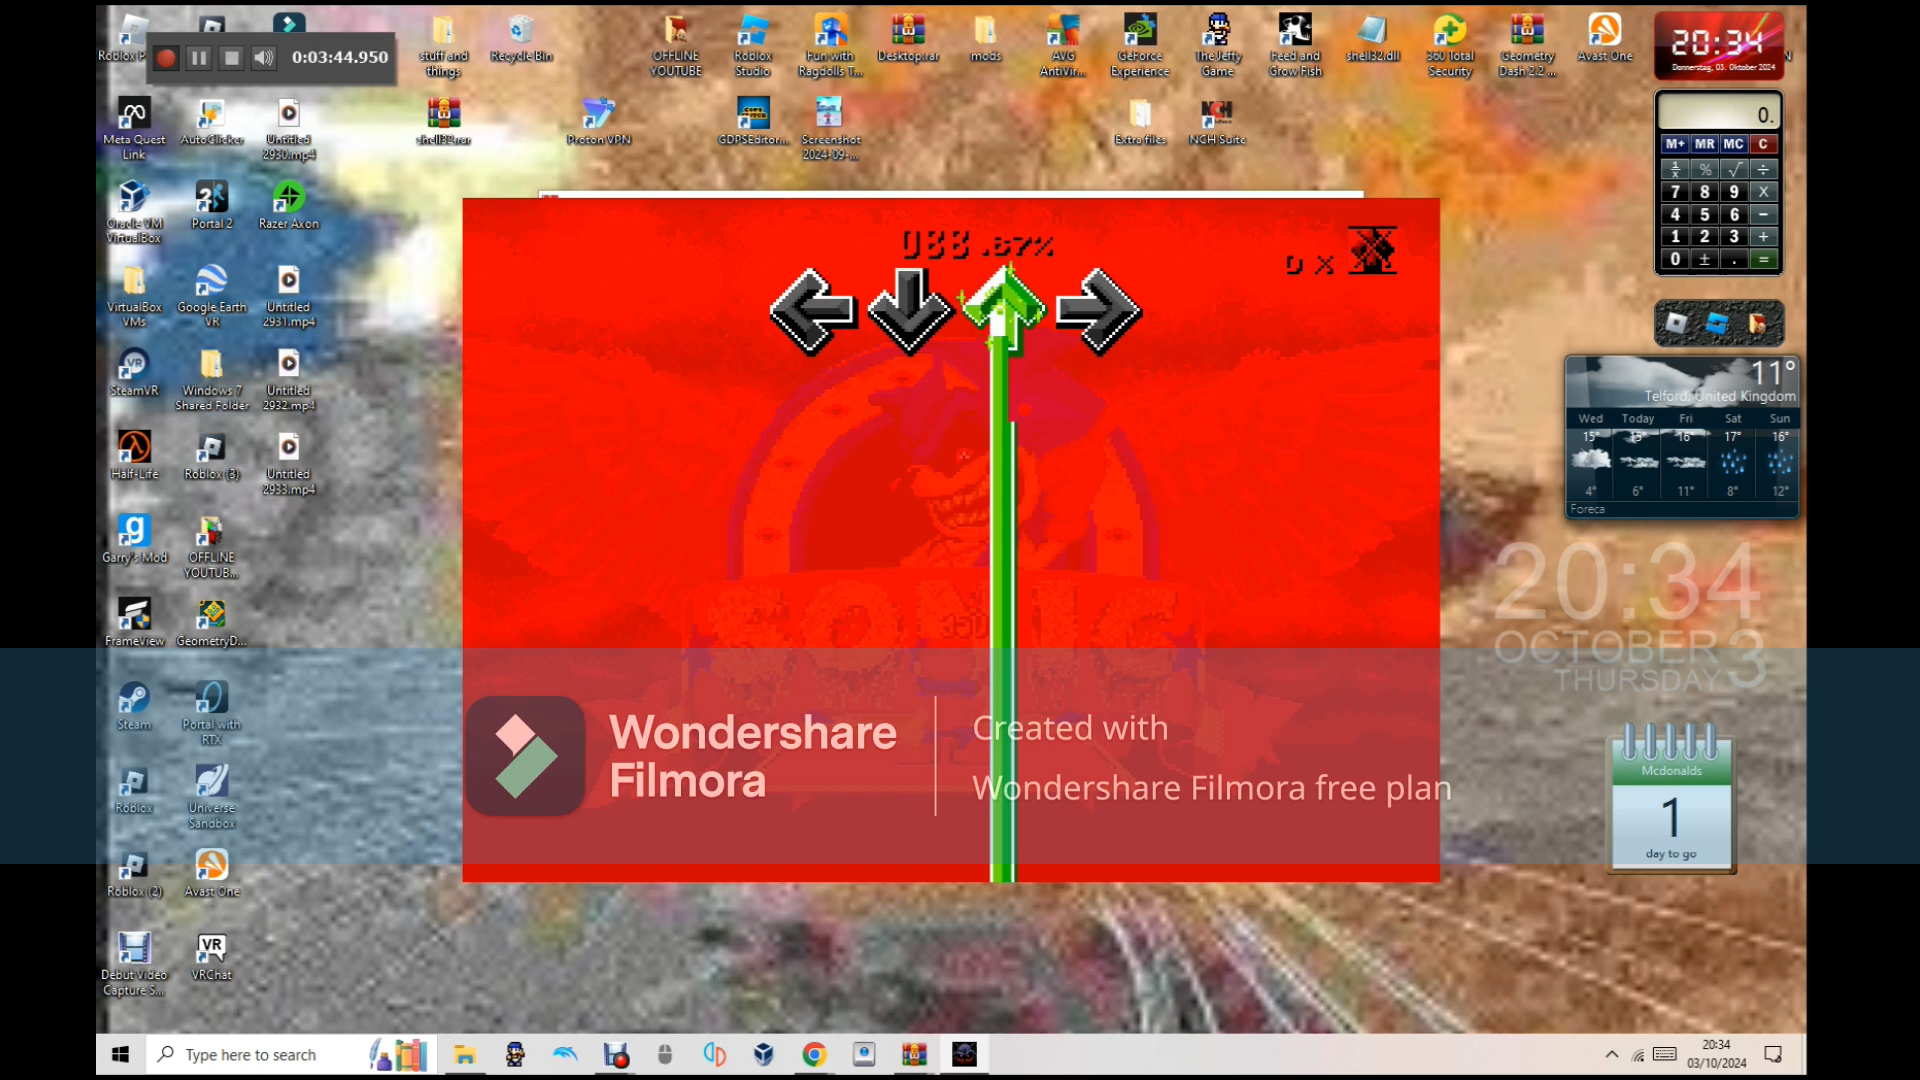 0:03:44.950
stuff and
things
Recycle Bin
OFFLINE
YOUTUBE
Roblox
Studio
Fun with
Ragdolls T...
Desktop.rar
mods
AVG
AntiVir...
GeForce
Experience
The Jeffy
Game
Feed and
Grow Fish
shell32.dll
360 Total
Security
Geometry
Dash 2.2 ...
Avast One
20:34
Donnerstag, 03. Oktober 2024
Meta Quest
Link
AutoClicker
Untitled
2930.mp4
shell32.rar
Proton VPN
GDPSEditor...
Screenshot
2024-09-...
Extra files
NCH Suite
0.
M+ MR MC C
7 8 9 X
4 5 6 −
1 2 3 +
0 ± . =
Oracle VM
VirtualBox
Portal 2
Razer Axon
088.67%
0 X
VirtualBox
VMs
Google Earth
VR
Untitled
2931.mp4
SteamVR
Windows 7
Shared Folder
Untitled
2932.mp4
11°
Telford, United Kingdom
Wed Today Fri Sat Sun
15° 15° 16° 17° 16°
4° 6° 11° 8° 12°
Foreca
Half-Life
Roblox (3)
Untitled
2933.mp4
Garry's Mod
OFFLINE
YOUTUB...
20:34
OCTOBER 3
THURSDAY
FrameView
GeometryD...
SONIC
Steam
Portal with
RTX
Wondershare
Filmora
Created with
Wondershare Filmora free plan
Mcdonalds
1
day to go
Roblox
Universe
Sandbox
Roblox (2)
Avast One
Debut Video
Capture S...
VR
VRChat
Type here to search
20:34
03/10/2024